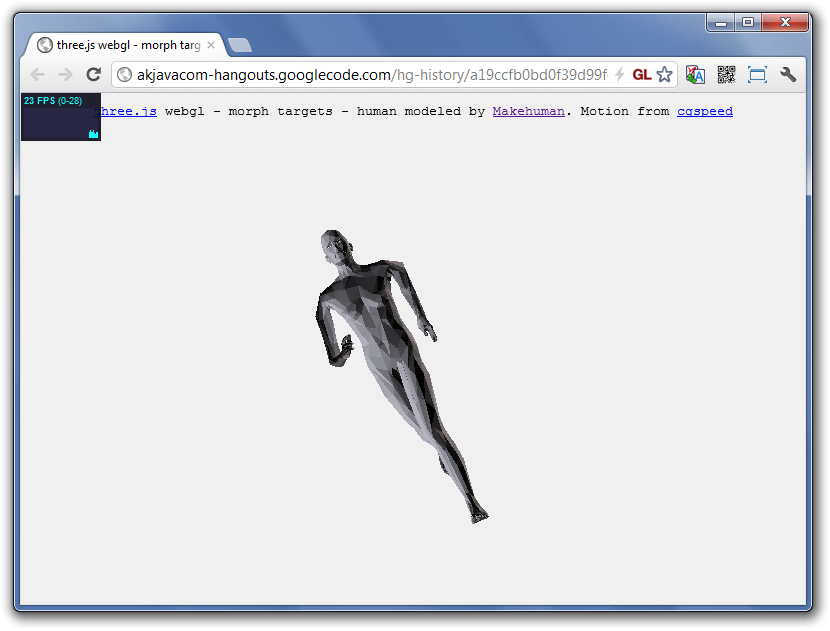 three.js webgl - morph targ
akjavacom-hangouts.googlecode.com/hg-history/a19ccfb0bd0f39d99f
GL
23 FPS (0-28)
three.js webgl - morph targets - human modeled by Makehuman. Motion from cgspeed